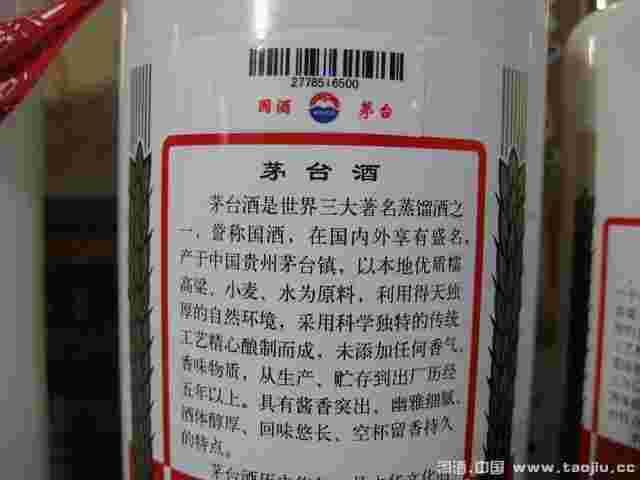 2778516500
国酒 茅台
茅台酒
茅台酒是世界三大著名蒸馏酒之
一，誉称国酒，在国内外享有盛名，
产于中国贵州茅台镇，以本地优质糯
高粱、小麦、水为原料，利用得天独
厚的自然环境，采用科学独特的传统
工艺精心酿制而成，未添加任何香气、
香味物质，从生产、贮存到出厂历经
五年以上。具有酱香突出、幽雅细腻、
酒体醇厚、回味悠长、空杯留香持久
的特点。
茅台酒历
淘酒.中国 www.taojiu.cc